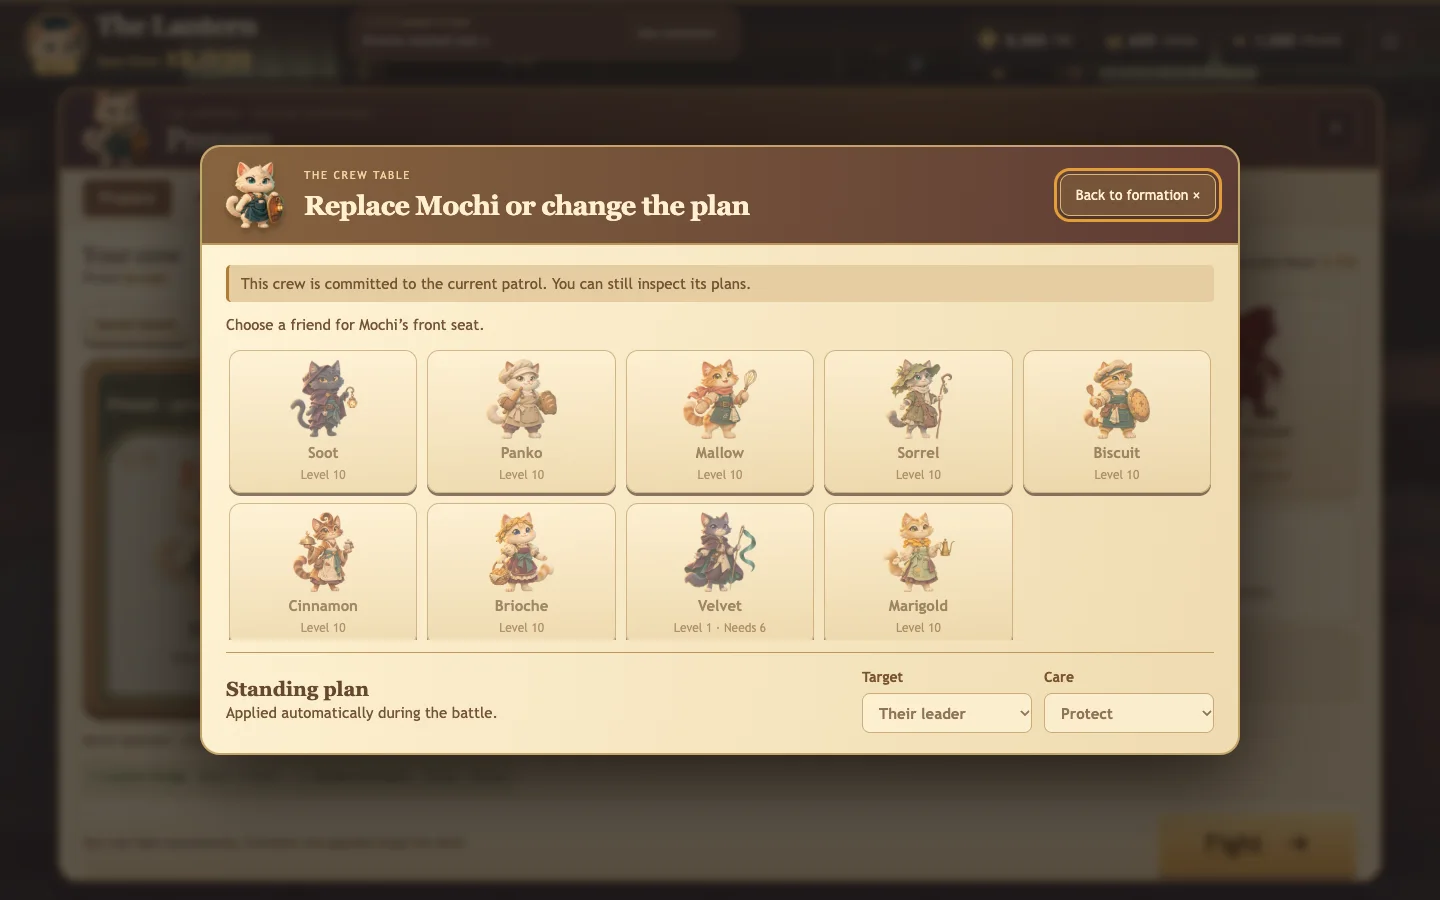 The Lantern
THE CREW TABLE
Replace Mochi or change the plan
Back to formation ×
This crew is committed to the current patrol. You can still inspect its plans.
Choose a friend for Mochi’s front seat.
Soot
Level 10
Panko
Level 10
Mallow
Level 10
Sorrel
Level 10
Biscuit
Level 10
Cinnamon
Level 10
Brioche
Level 10
Velvet
Level 1 · Needs 6
Marigold
Level 10
Standing plan
Applied automatically during the battle.
Target
Their leader
Care
Protect
Fight →